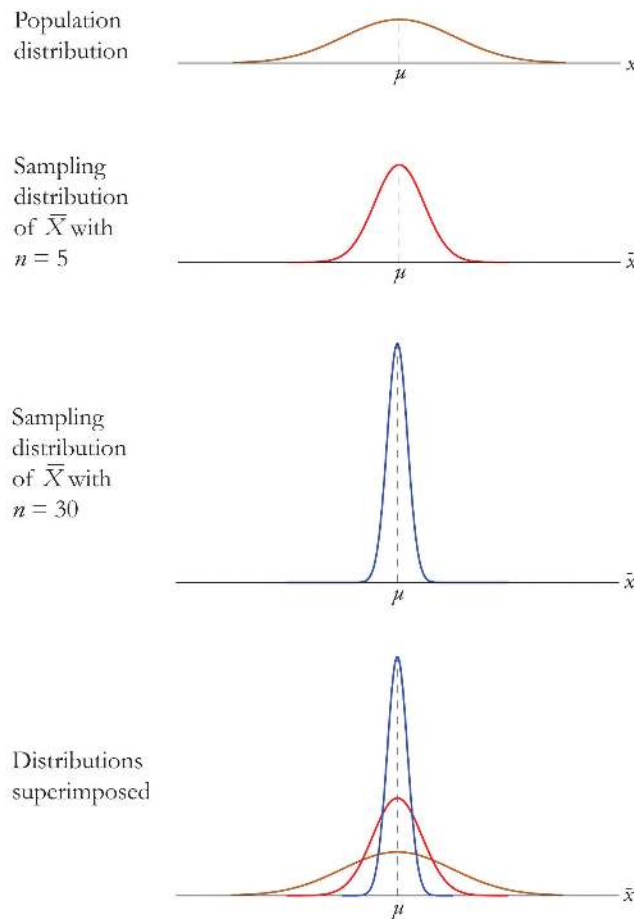 Population
distribution
x
μ
Sampling
distribution
of X̅ with
n = 5
x̄
μ
Sampling
distribution
of X̅ with
n = 30
x̄
μ
Distributions
superimposed
x̄
μ